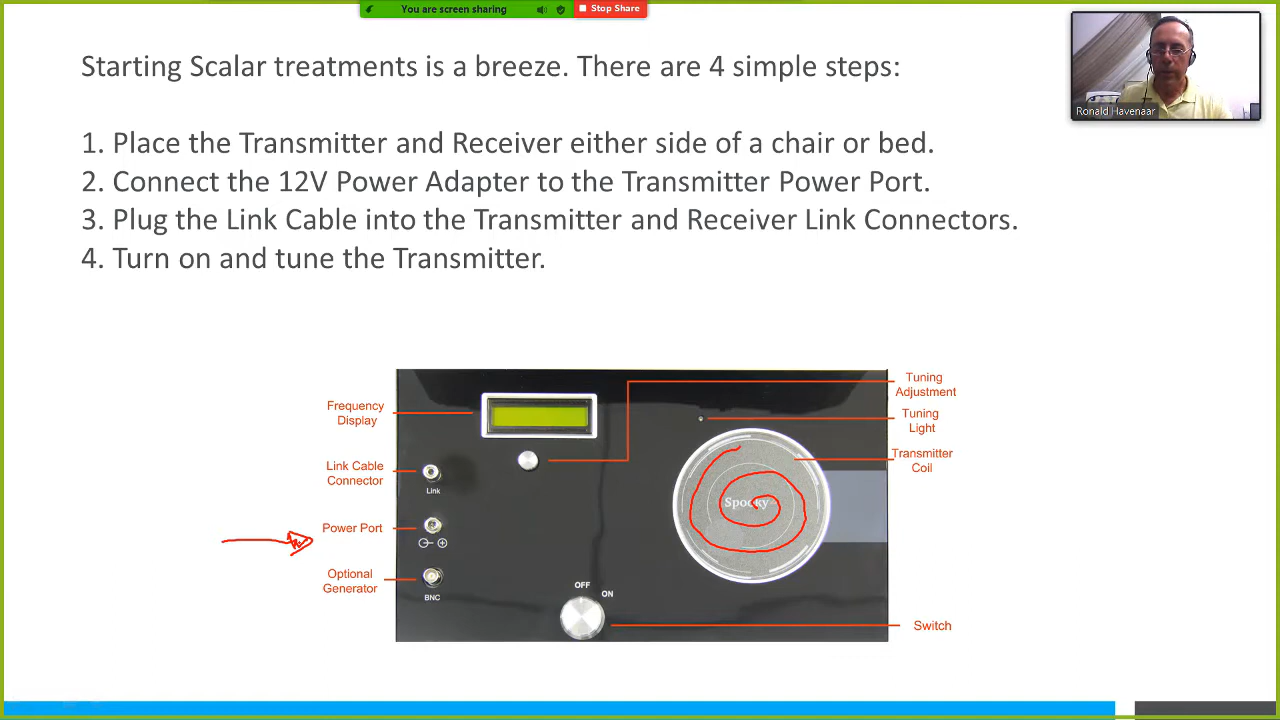 You are screen sharing
Stop Share
Starting Scalar treatments is a breeze. There are 4 simple steps:
Ronald Havenaar
1. Place the Transmitter and Receiver either side of a chair or bed.
2. Connect the 12V Power Adapter to the Transmitter Power Port.
3. Plug the Link Cable into the Transmitter and Receiver Link Connectors.
4. Turn on and tune the Transmitter.
Tuning
Adjustment
Frequency
Display
Tuning
Light
Transmitter
Coil
Link Cable
Connector
Link
Spooky
Power Port
Optional
Generator
BNC
OFF
ON
Switch